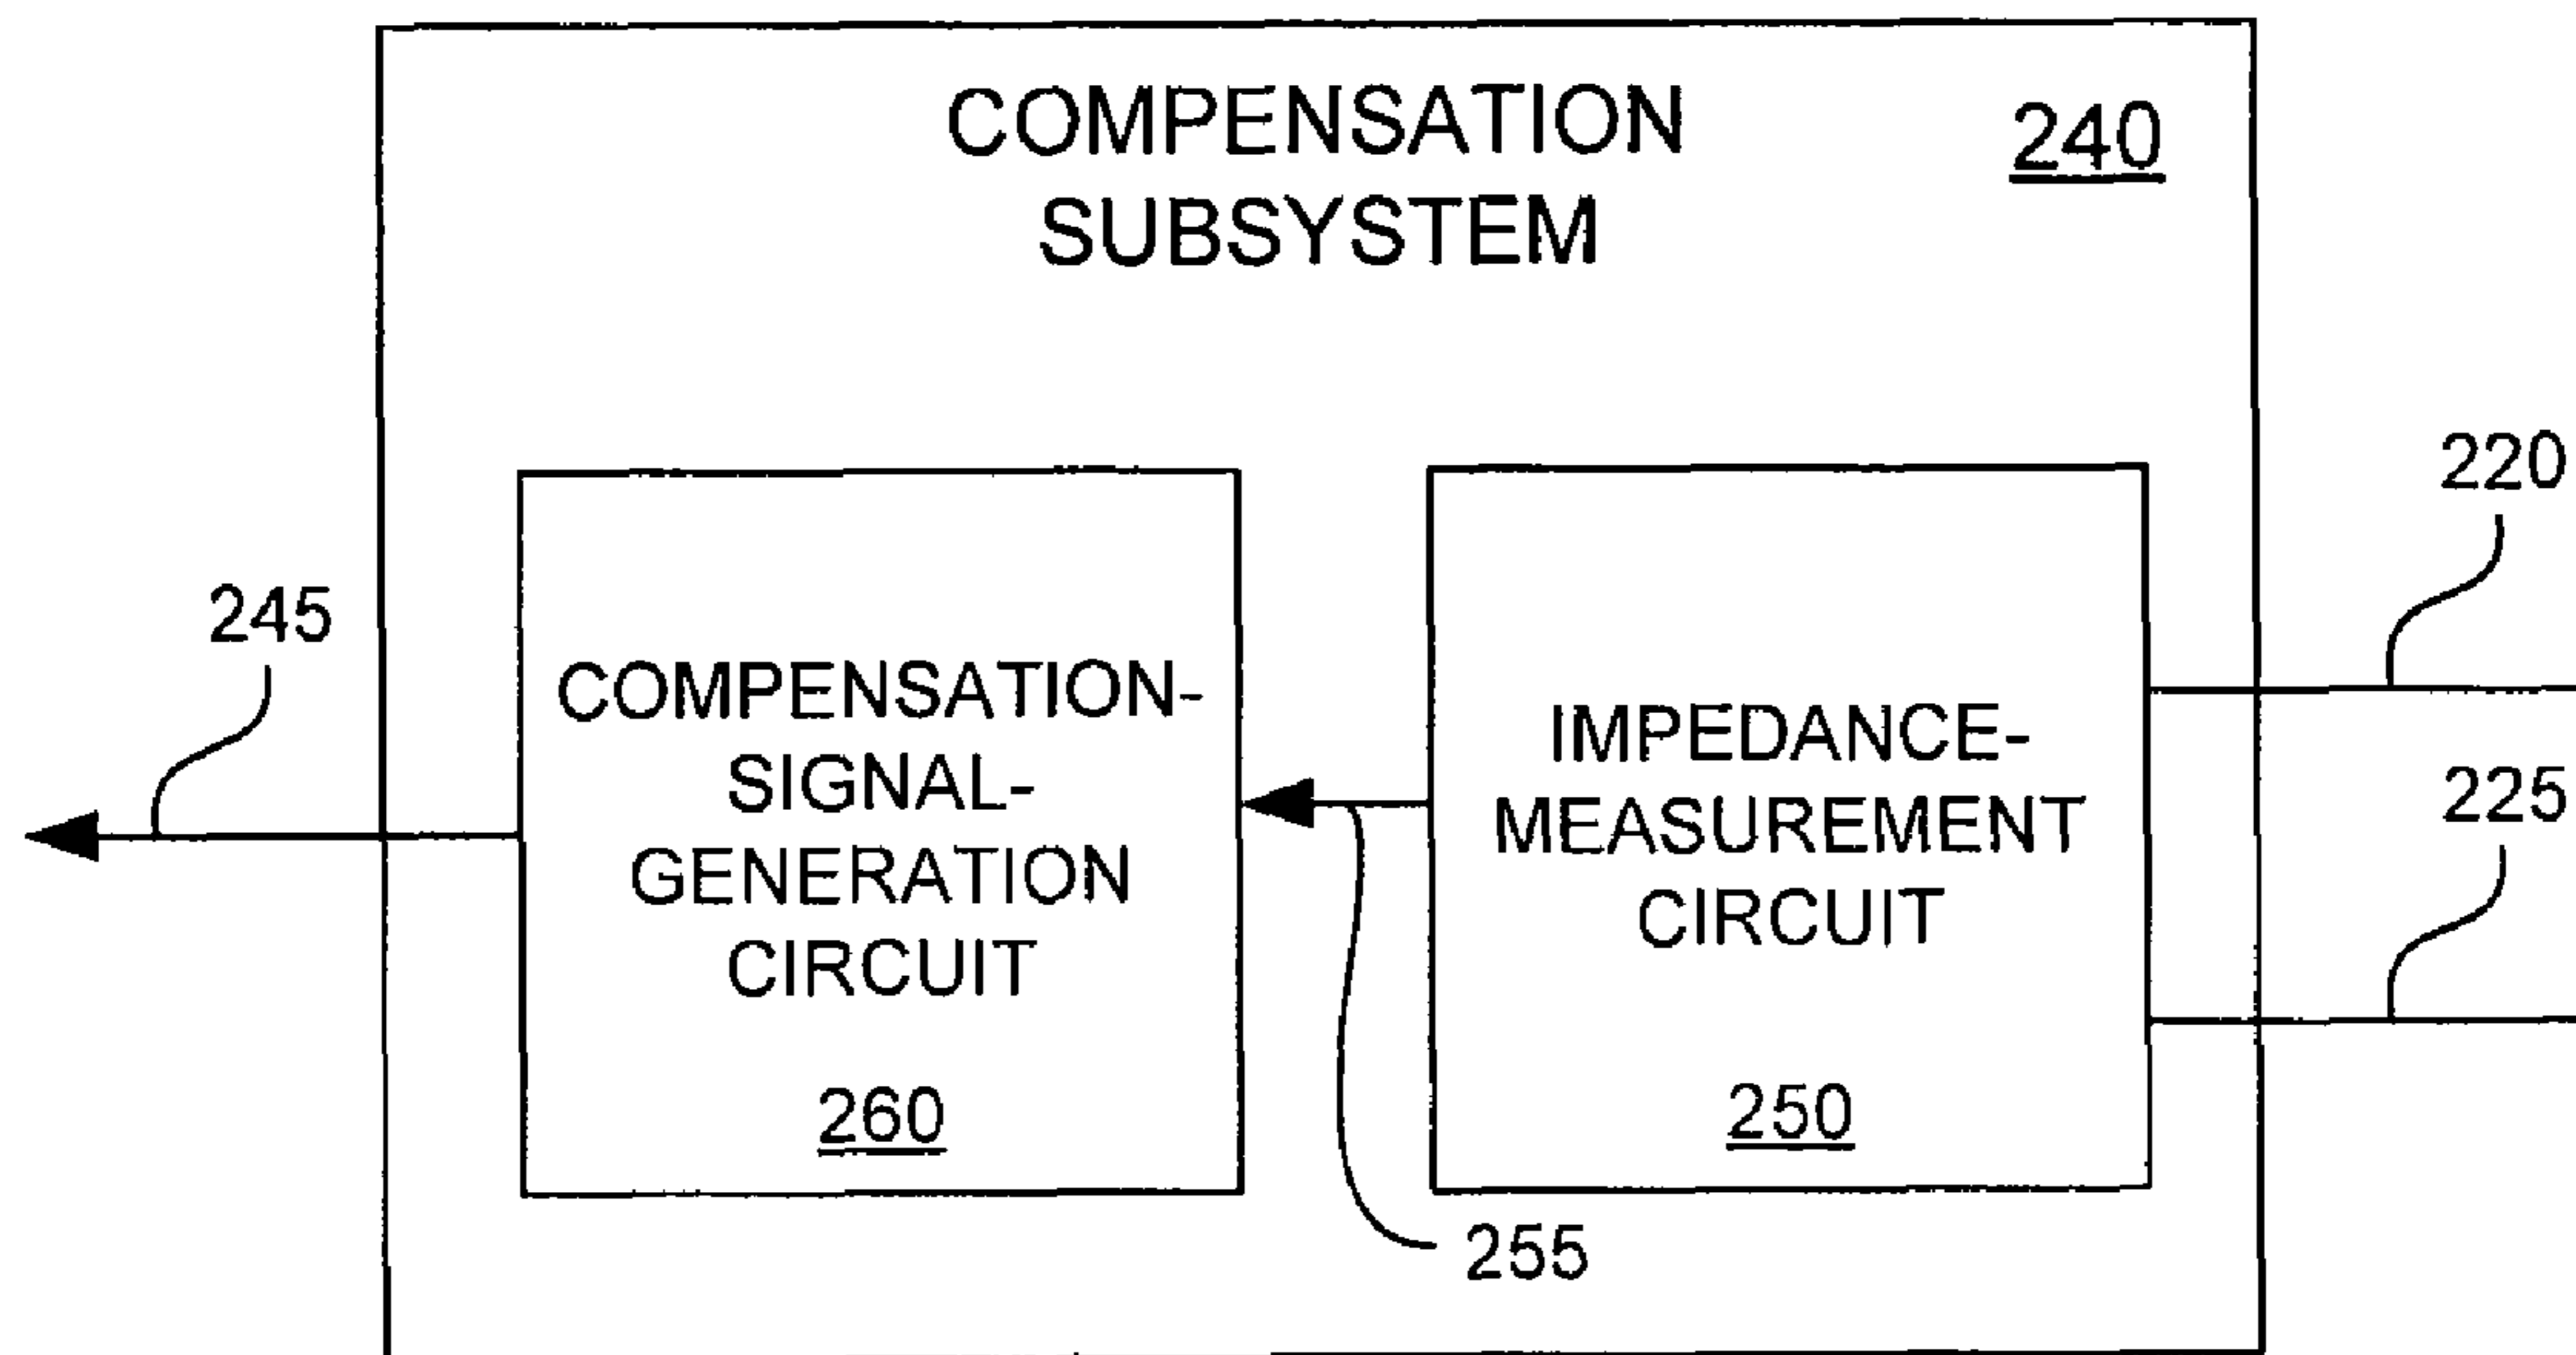 COMPENSATION
SUBSYSTEM
240
220
245
COMPENSATION-
SIGNAL-
GENERATION
CIRCUIT
260
IMPEDANCE-
MEASUREMENT
CIRCUIT
250
225
255